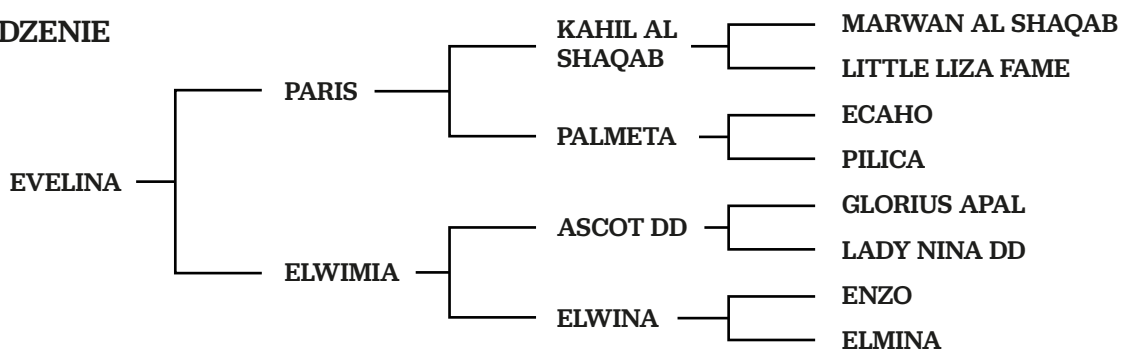 DZENIE
EVELINA
PARIS
ELWIMIA
KAHIL AL
SHAQAB
PALMETA
ASCOT DD
ELWINA
MARWAN AL SHAQAB
LITTLE LIZA FAME
ECAHO
PILICA
GLORIUS APAL
LADY NINA DD
ENZO
ELMINA